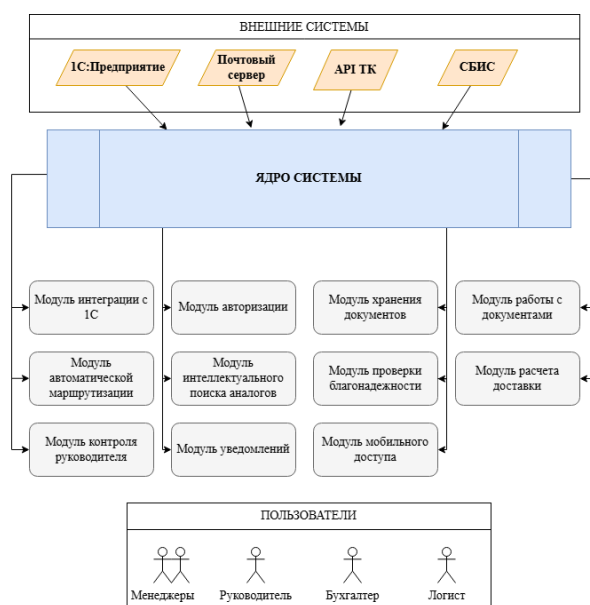 ВНЕШНИЕ СИСТЕМЫ
1С:Предприятие
Почтовый
сервер
API ТК
СБИС
ЯДРО СИСТЕМЫ
Модуль интеграции с
1С
Модуль авторизации
Модуль хранения
документов
Модуль работы с
документами
Модуль
автоматической
маршрутизации
Модуль
интеллектуального
поиска аналогов
Модуль проверки
благонадежности
Модуль расчета
доставки
Модуль контроля
руководителя
Модуль уведомлений
Модуль мобильного
доступа
ПОЛЬЗОВАТЕЛИ
Менеджеры
Руководитель
Бухгалтер
Логист